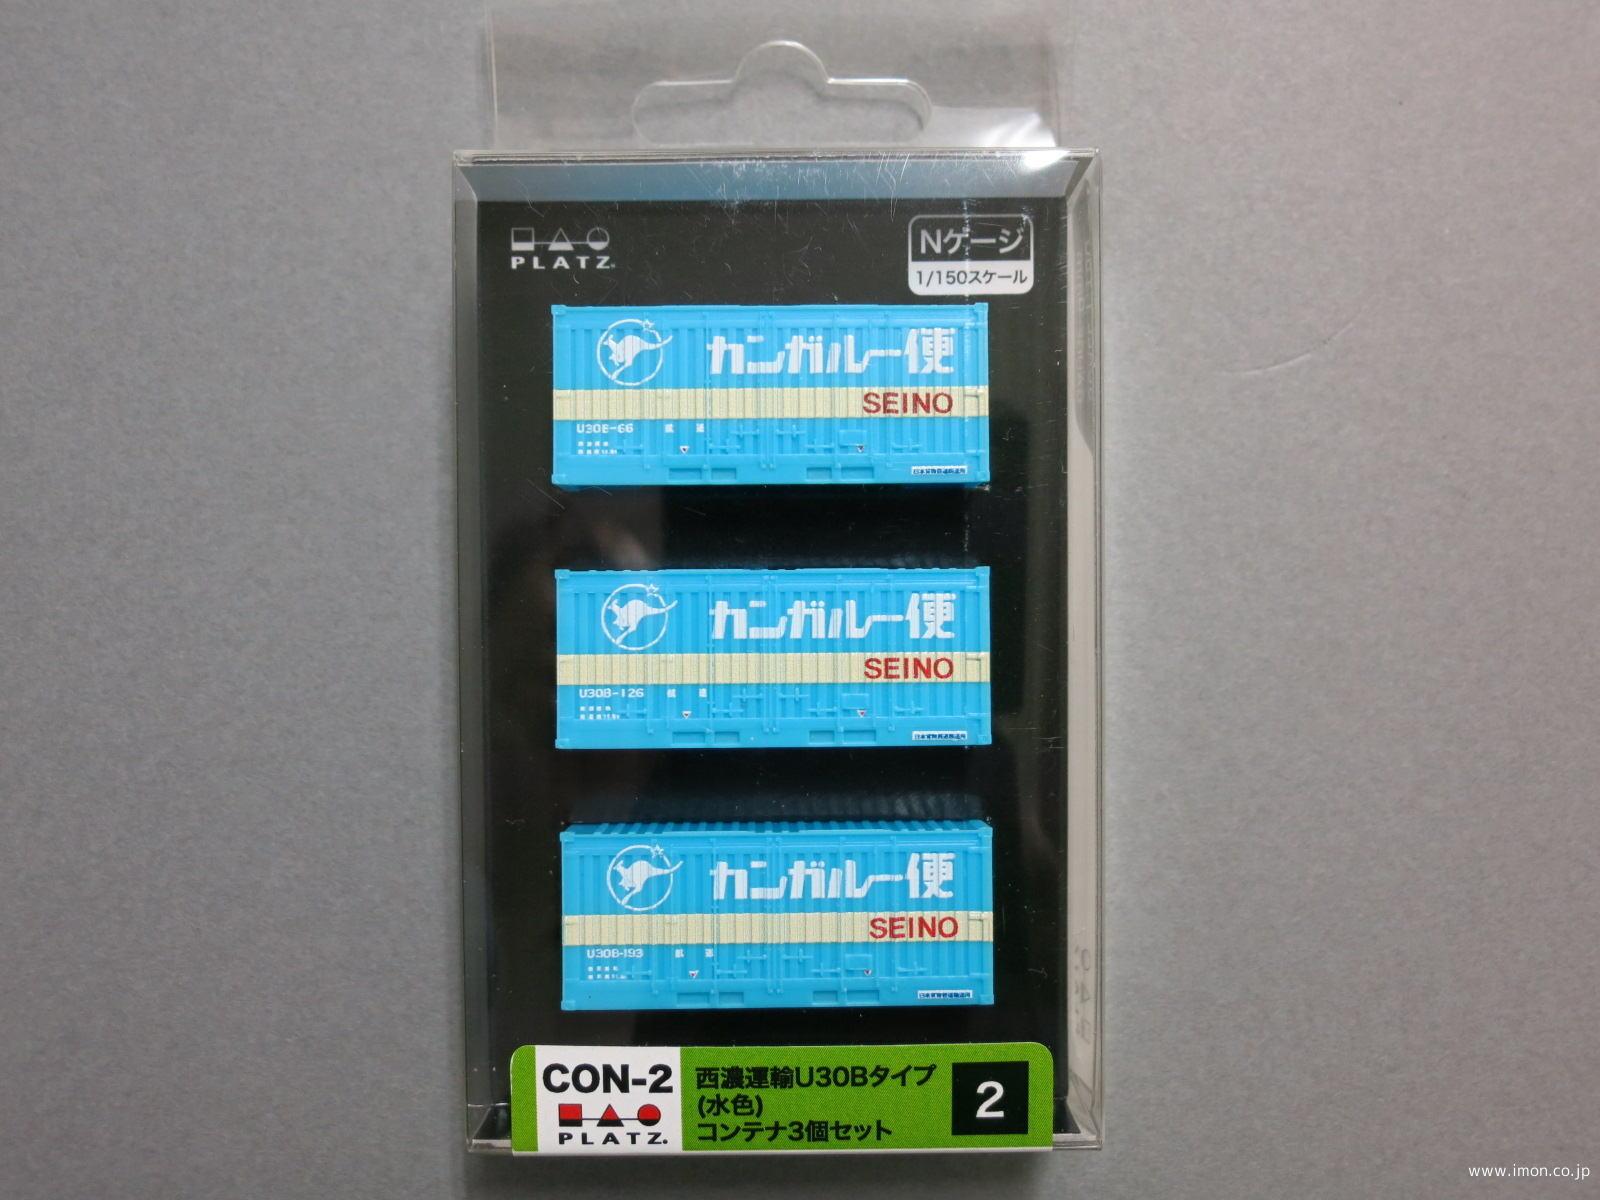 PLATZ.
Nゲージ
1/150スケール
カンガルー便
SEINO
U30B-66
カンガルー便
SEINO
U30B-126
カンガルー便
SEINO
U30B-193
CON-2
PLATZ.
西濃運輸U30Bタイプ
(水色)
コンテナ3個セット
2
www.imon.co.jp